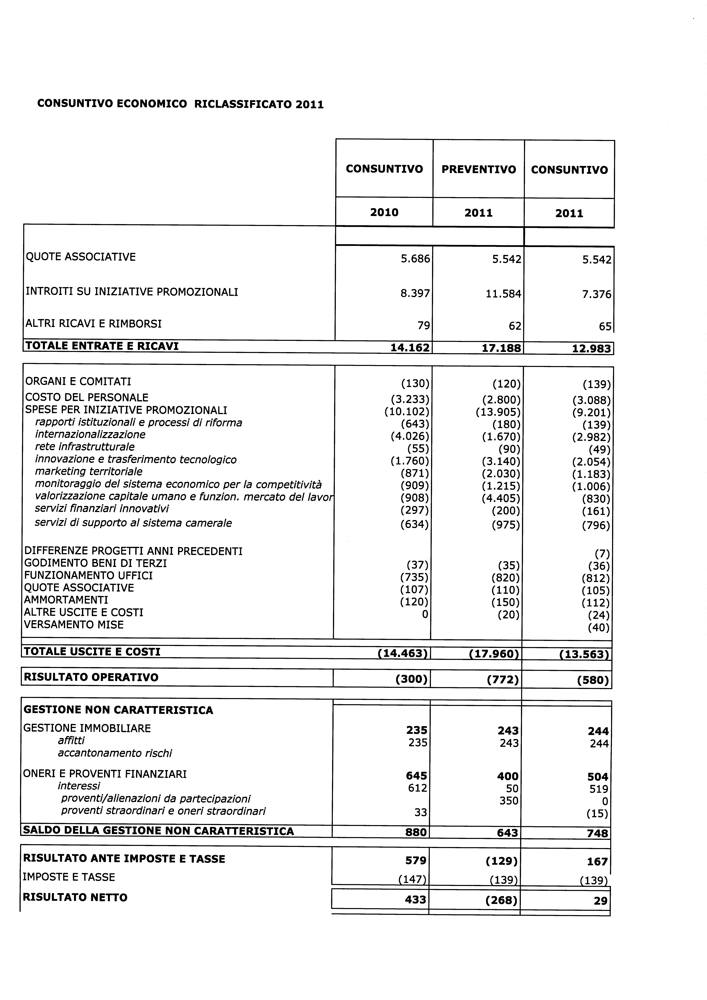 CONSUNTIVO ECONOMICO RICLASSIFICATO 2011
CONSUNTIVO PREVENTIVO CONSUNTIVO
2010 2011 2011
QUOTE ASSOCIATIVE 5.686 5.542 5.542
INTROITI SU INIZIATIVE PROMOZIONALI 8.397 11.584 7.376
ALTRI RICAVI E RIMBORSI 79 62 65
TOTALE ENTRATE E RICAVI 14.162 17.188 12.983
ORGANI E COMITATI (130) (120) (139)
COSTO DEL PERSONALE (3.233) (2.800) (3.088)
SPESE PER INIZIATIVE PROMOZIONALI (10.102) (13.905) (9.201)
rapporti istituzionali e processi di riforma (643) (180) (139)
internazionalizzazione (4.026) (1.670) (2.982)
rete infrastrutturale (55) (90) (49)
innovazione e trasferimento tecnologico (1.760) (3.140) (2.054)
marketing territoriale (871) (2.030) (1.183)
monitoraggio del sistema economico per la competitività (909) (1.215) (1.006)
valorizzazione capitale umano e funzion. mercato del lavor (908) (4.405) (830)
servizi finanziari innovativi (297) (200) (161)
servizi di supporto al sistema camerale (634) (975) (796)
DIFFERENZE PROGETTI ANNI PRECEDENTI (7)
GODIMENTO BENI DI TERZI (37) (35) (36)
FUNZIONAMENTO UFFICI (735) (820) (812)
QUOTE ASSOCIATIVE (107) (110) (105)
AMMORTAMENTI (120) (150) (112)
ALTRE USCITE E COSTI 0 (20) (24)
VERSAMENTO MISE (40)
TOTALE USCITE E COSTI (14.463) (17.960) (13.563)
RISULTATO OPERATIVO (300) (772) (580)
GESTIONE NON CARATTERISTICA
GESTIONE IMMOBILIARE 235 243 244
affitti 235 243 244
accantonamento rischi
ONERI E PROVENTI FINANZIARI 645 400 504
interessi 612 50 519
proventi/alienazioni da partecipazioni 350 0
proventi straordinari e oneri straordinari 33 (15)
SALDO DELLA GESTIONE NON CARATTERISTICA 880 643 748
RISULTATO ANTE IMPOSTE E TASSE 579 (129) 167
IMPOSTE E TASSE (147) (139) (139)
RISULTATO NETTO 433 (268) 29